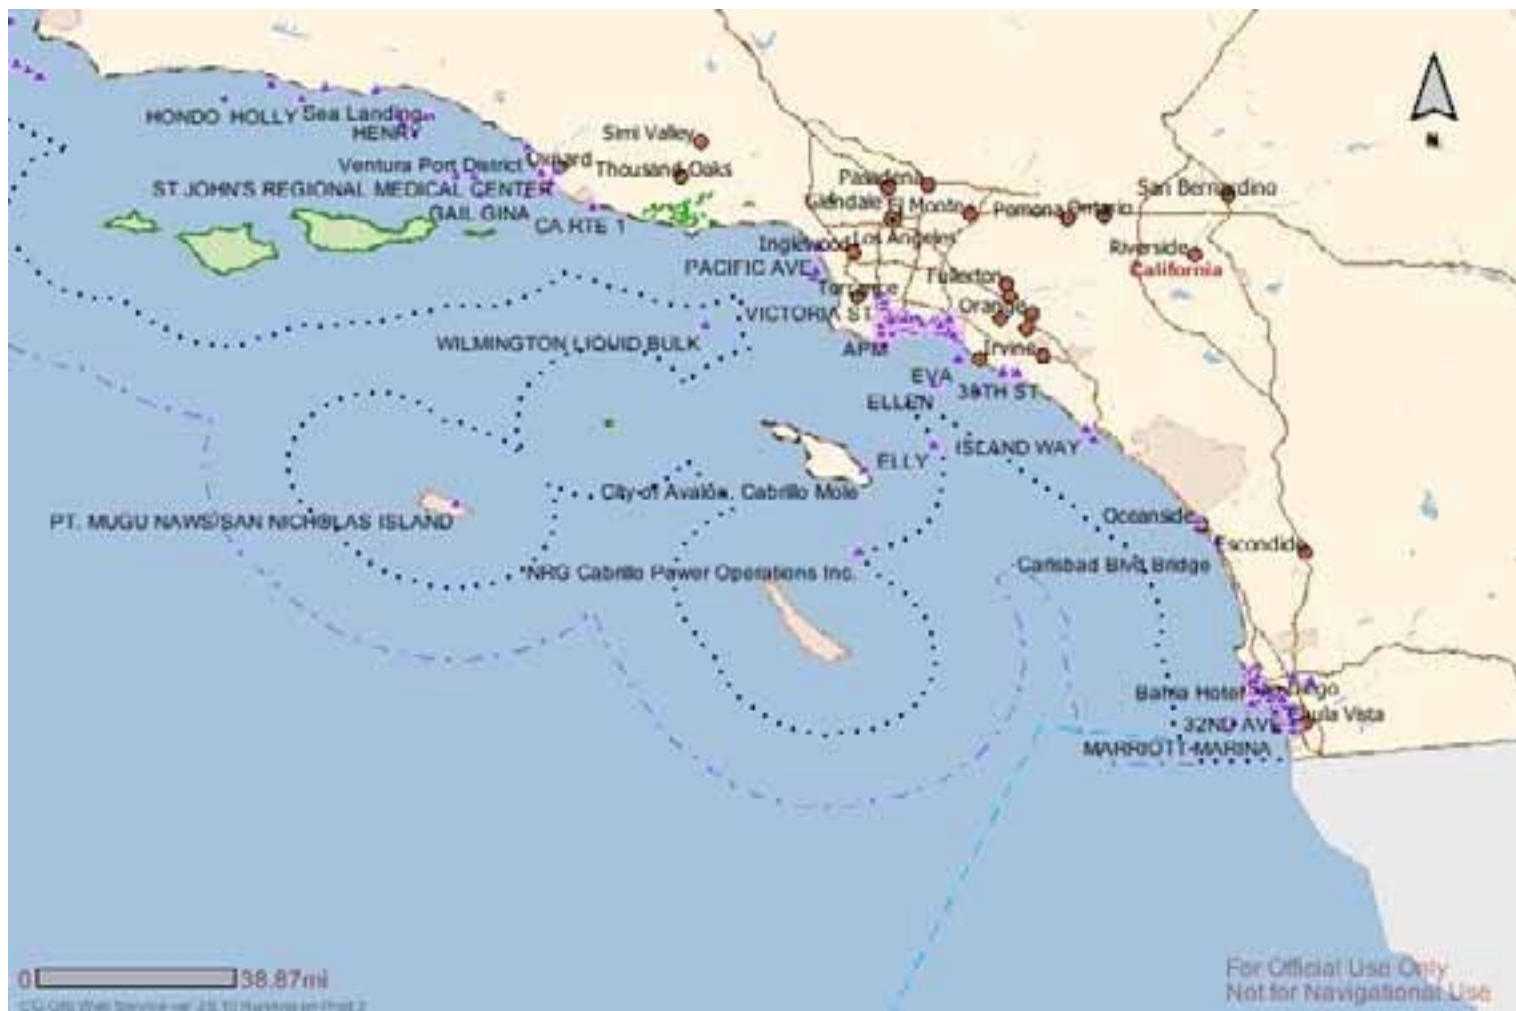 HONDO HOLLY Sea Landing
HENRY
Simi Valley
Ventura Port District Oxnard Thousand Oaks
Pasadena
ST JOHN'S REGIONAL MEDICAL CENTER
San Bernardino
Glendale El Monte Pomona Ontario
GAIL GINA
CA RTE 1
Inglewood Los Angeles
Riverside
California
PACIFIC AVE
Fullerton
Torrance
VICTORIA ST
Orange
WILMINGTON LIQUID BULK
APM
Irvine
EVA
38TH ST
ELLEN
ELLY
ISLAND WAY
City of Avalon, Cabrillo Mole
PT. MUGU NAWS/SAN NICHOLAS ISLAND
Oceanside
Escondido
NRG Cabrillo Power Operations Inc.
Carlsbad Blvd Bridge
Bahia Hotel San Diego
32ND AVE Chula Vista
MARRIOTT MARINA
N
0 38.87mi
For Official Use Only
Not for Navigational Use